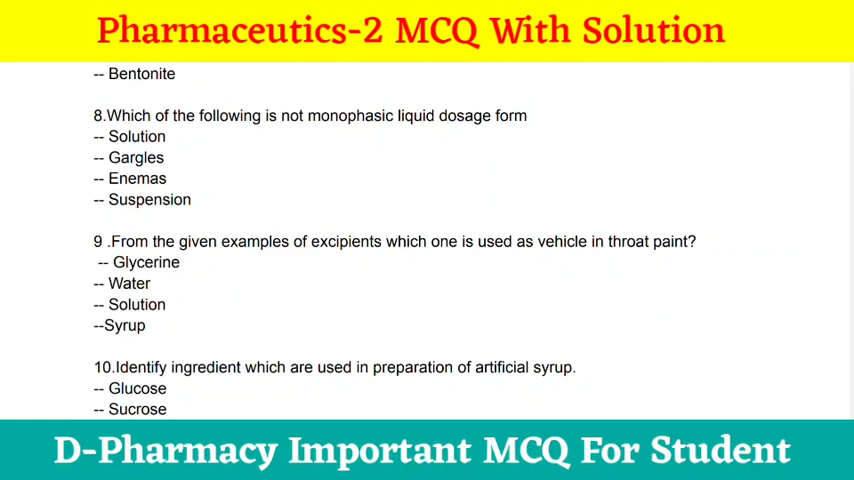 Pharmaceutics-2 MCQ With Solution
-- Bentonite
8.Which of the following is not monophasic liquid dosage form
-- Solution
-- Gargles
-- Enemas
-- Suspension
9 .From the given examples of excipients which one is used as vehicle in throat paint?
-- Glycerine
-- Water
-- Solution
--Syrup
10.Identify ingredient which are used in preparation of artificial syrup.
-- Glucose
-- Sucrose
D-Pharmacy Important MCQ For Student